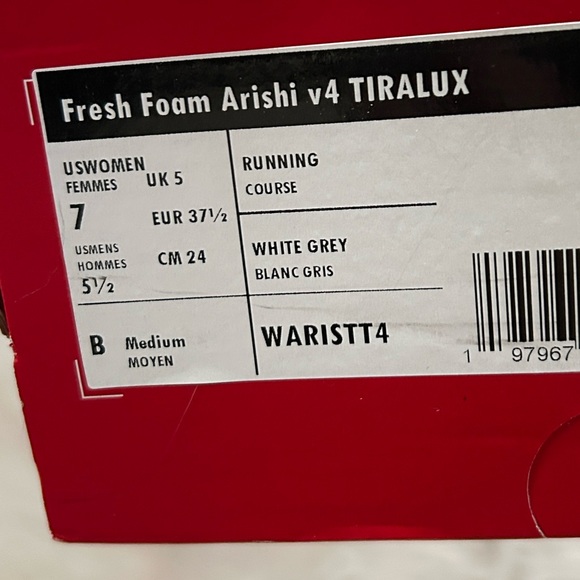 Fresh Foam Arishi v4 TIRALUX
USWOMEN
FEMMES
7
UK 5
EUR 37½
USMENS
HOMMES
5½
CM 24
B Medium
MOYEN
RUNNING
COURSE
WHITE GREY
BLANC GRIS
WARISTT4
1 97967